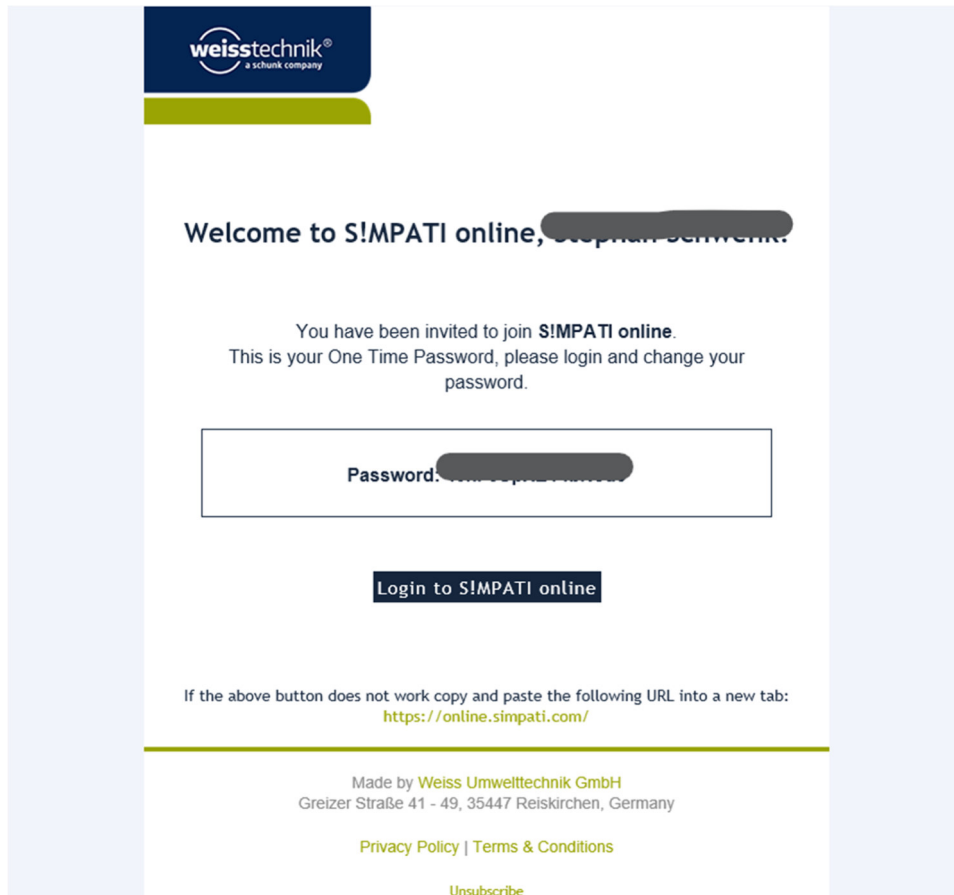 weisstechnik®
a schunk company
Welcome to S!MPATI online,
You have been invited to join S!MPATI online.
This is your One Time Password, please login and change your
password.
Password:
Login to S!MPATI online
If the above button does not work copy and paste the following URL into a new tab:
https://online.simpati.com/
Made by Weiss Umwelttechnik GmbH
Greizer Straße 41 - 49, 35447 Reiskirchen, Germany
Privacy Policy | Terms & Conditions
Unsubscribe